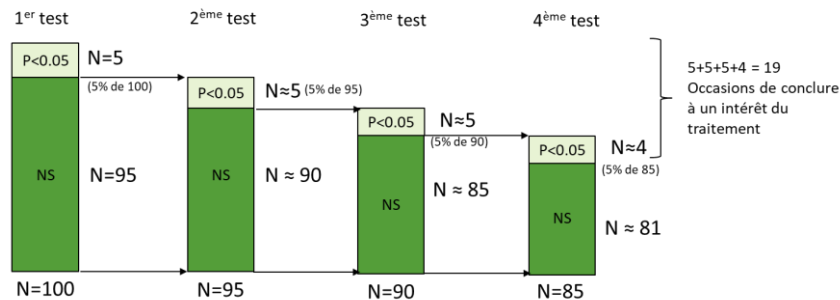 1er test
2ème test
3ème test
4ème test
P<0.05
N=5
(5% de 100)
NS
N=95
N=100
P<0.05
N≈5 (5% de 95)
NS
N ≈ 90
N=95
P<0.05
N≈5
(5% de 90)
NS
N ≈ 85
N=90
P<0.05
N≈4
(5% de 85)
NS
N ≈ 81
N=85
5+5+5+4 = 19
Occasions de conclure
à un intérêt du
traitement